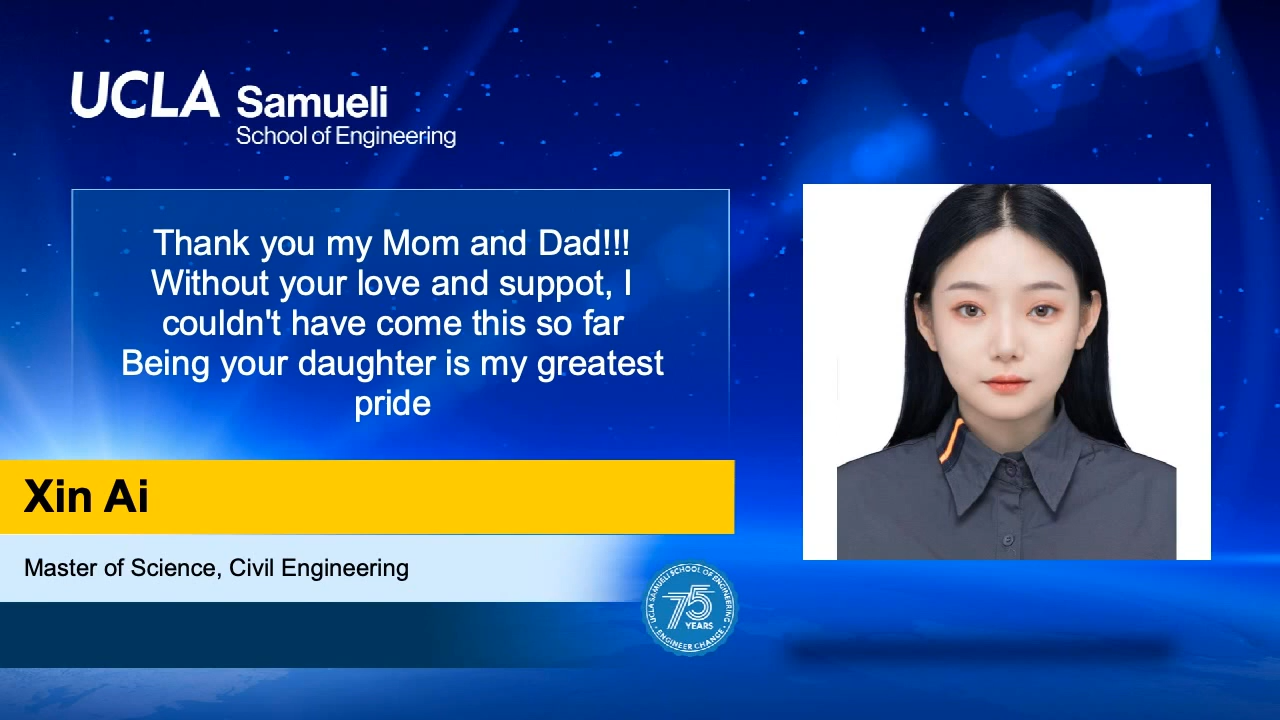 UCLA Samueli
School of Engineering
Thank you my Mom and Dad!!!
Without your love and suppot, I
couldn't have come this so far
Being your daughter is my greatest
pride
Xin Ai
Master of Science, Civil Engineering
UCLA SAMUELI SCHOOL OF ENGINEERING
75
YEARS
ENGINEER CHANGE